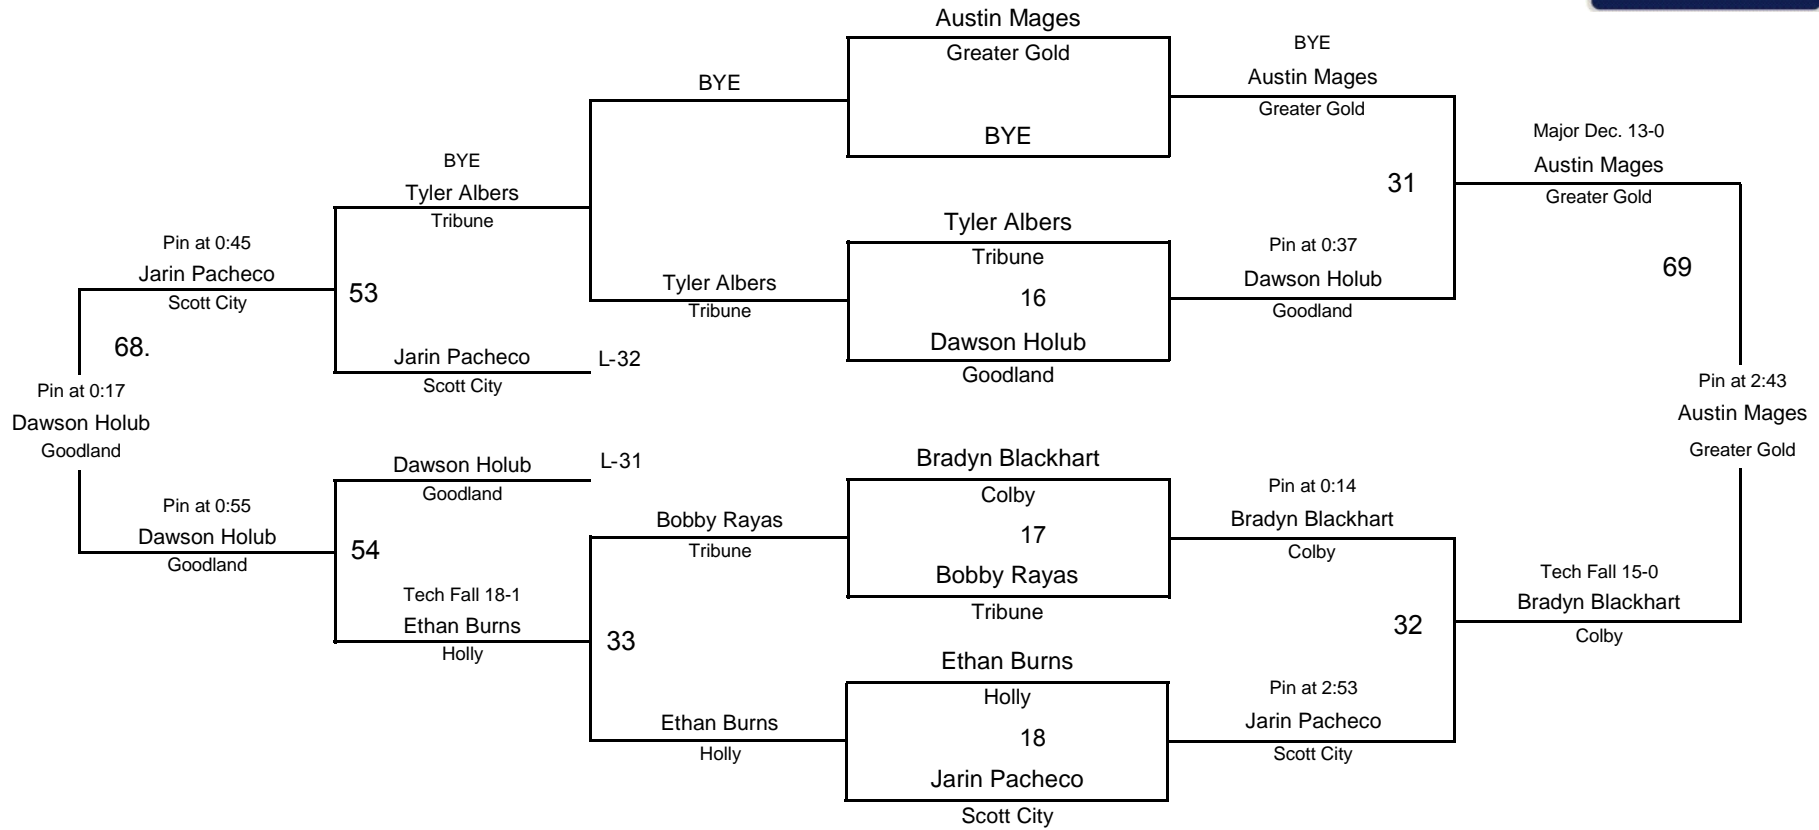 Austin Mages
Greater Gold
BYE
BYE
Austin Mages
Greater Gold
BYE
Major Dec. 13-0
Austin Mages
Greater Gold
BYE
Tyler Albers
Tribune
31
Tyler Albers
Tribune
16
Dawson Holub
Goodland
Pin at 0:37
Dawson Holub
Goodland
69
Pin at 0:45
Jarin Pacheco
Scott City
53
Tyler Albers
Tribune
68.
Jarin Pacheco
Scott City
L-32
Pin at 0:17
Dawson Holub
Goodland
Pin at 2:43
Austin Mages
Greater Gold
Dawson Holub
Goodland
L-31
Bradyn Blackhart
Colby
17
Bobby Rayas
Tribune
Pin at 0:14
Bradyn Blackhart
Colby
Pin at 0:55
Dawson Holub
Goodland
54
Bobby Rayas
Tribune
Tech Fall 18-1
Ethan Burns
Holly
33
32
Tech Fall 15-0
Bradyn Blackhart
Colby
Ethan Burns
Holly
18
Jarin Pacheco
Scott City
Ethan Burns
Holly
Pin at 2:53
Jarin Pacheco
Scott City